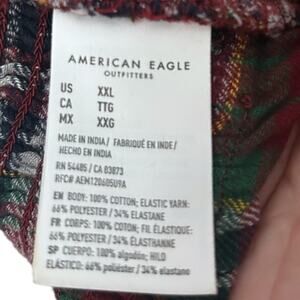 AMERICAN EAGLE
OUTFITTERS
US XXL
CA TTG
MX XXG
MADE IN INDIA/ FABRIQUÉ EN INDE/
HECHO EN INDIA
RN 54485/ CA 03873
RFC# AEM120605U9A
EN BODY: 100% COTTON; ELASTIC YARN:
66% POLYESTER / 34% ELASTANE
FR CORPS: 100% COTON; FIL ÉLASTIQUE:
66% POLYESTER / 34% ÉLASTHANNE
SP CUERPO: 100% algodón; HILO
ELÁSTICO: 66% poliéster / 34% elastano